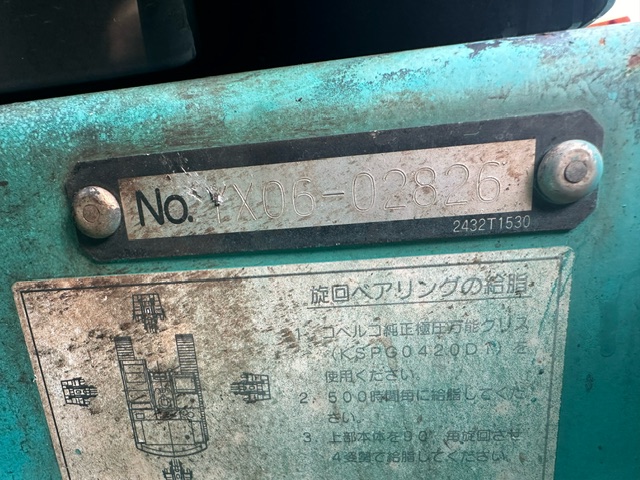 No. YX06-02826
2432T1530
旋回ベアリングの給脂
1. コベルコ純正極圧万能グリス
(KSPG0420D1)を
使用ください.
2. 500時間毎に給脂してくだ
さい.
3. 上部本体を90°毎旋回させ
4姿勢で給脂してください.